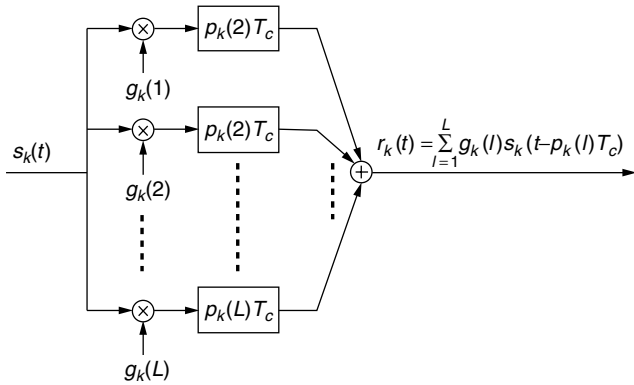 p_k(2)T_c
g_k(1)
p_k(2)T_c
s_k(t)
g_k(2)
r_k(t) = \sum_{l=1}^{L} g_k(l) s_k(t–p_k(l)T_c)
p_k(L)T_c
g_k(L)